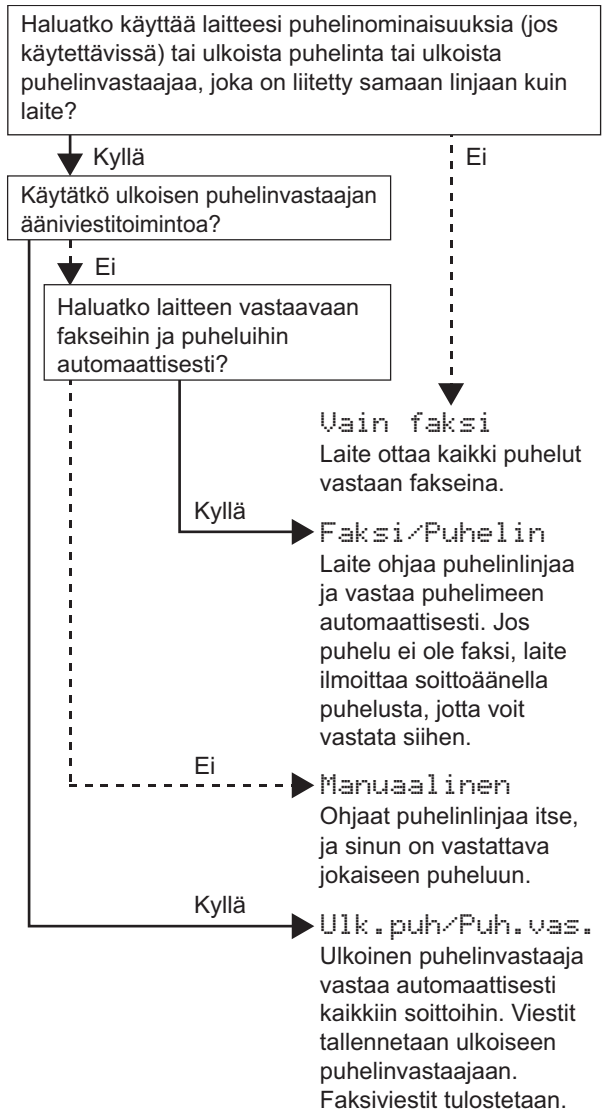 Haluatko käyttää laitteesi puhelinominaisuuksia (jos
käytettävissä) tai ulkoista puhelinta tai ulkoista
puhelinvastaajaa, joka on liitetty samaan linjaan kuin
laite?
Kyllä
Ei
Käytätkö ulkoisen puhelinvastaajan
ääniviestitoimintoa?
Ei
Haluatko laitteen vastaavaan
fakseihin ja puheluihin
automaattisesti?
Vain faksi
Laite ottaa kaikki puhelut
vastaan fakseina.
Kyllä
Faksi/Puhelin
Laite ohjaa puhelinlinjaa
ja vastaa puhelimeen
automaattisesti. Jos
puhelu ei ole faksi, laite
ilmoittaa soittoäänella
puhelusta, jotta voit
vastata siihen.
Ei
Manuaalinen
Ohjaat puhelinlinjaa itse,
ja sinun on vastattava
jokaiseen puheluun.
Kyllä
Ulk.puh/Puh.vas.
Ulkoinen puhelinvastaaja
vastaa automaattisesti
kaikkiin soittoihin. Viestit
tallennetaan ulkoiseen
puhelinvastaajaan.
Faksiviestit tulostetaan.